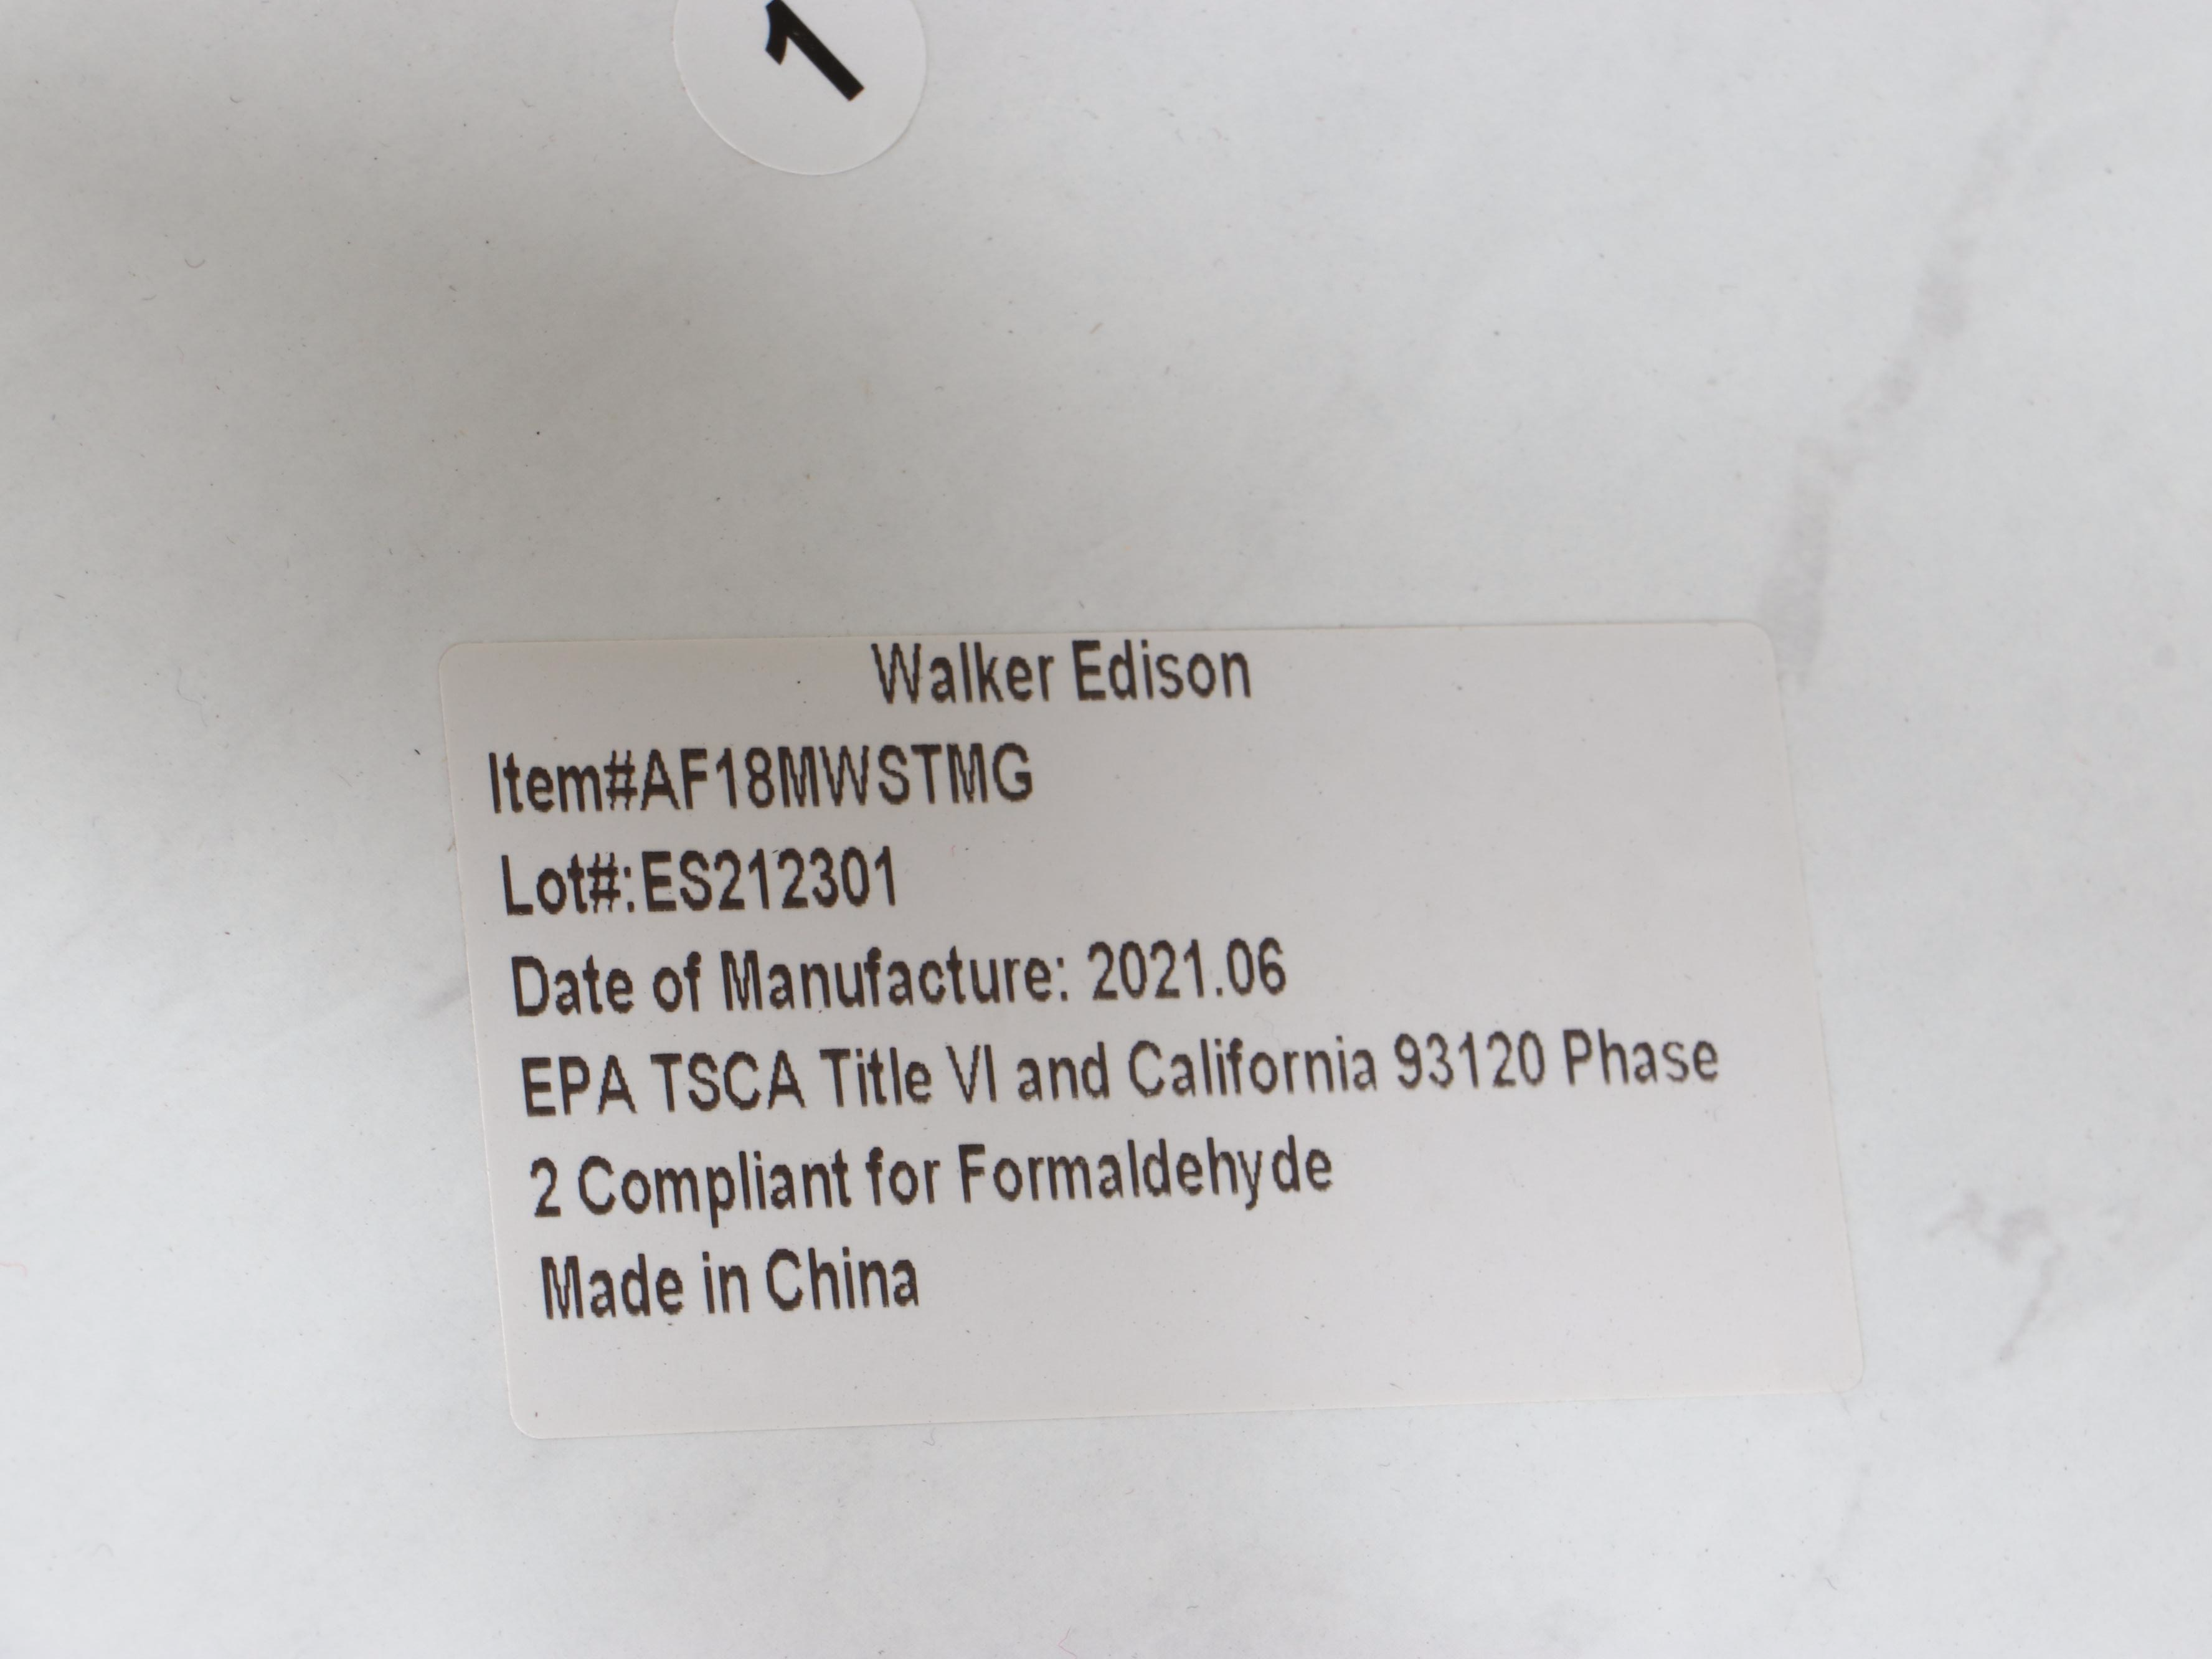 1
Walker Edison
Item#AF18MWSTMG
Lot#:ES212301
Date of Manufacture: 2021.06
EPA TSCA Title VI and California 93120 Phase
2 Compliant for Formaldehyde
Made in China